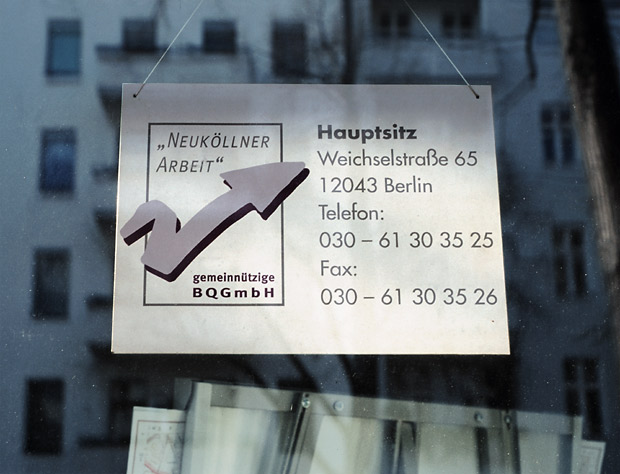 „NEUKÖLLNER
ARBEIT“
gemeinnützige
BQGmbH
Hauptsitz
Weichselstraße 65
12043 Berlin
Telefon:
030 – 61 30 35 25
Fax:
030 – 61 30 35 26